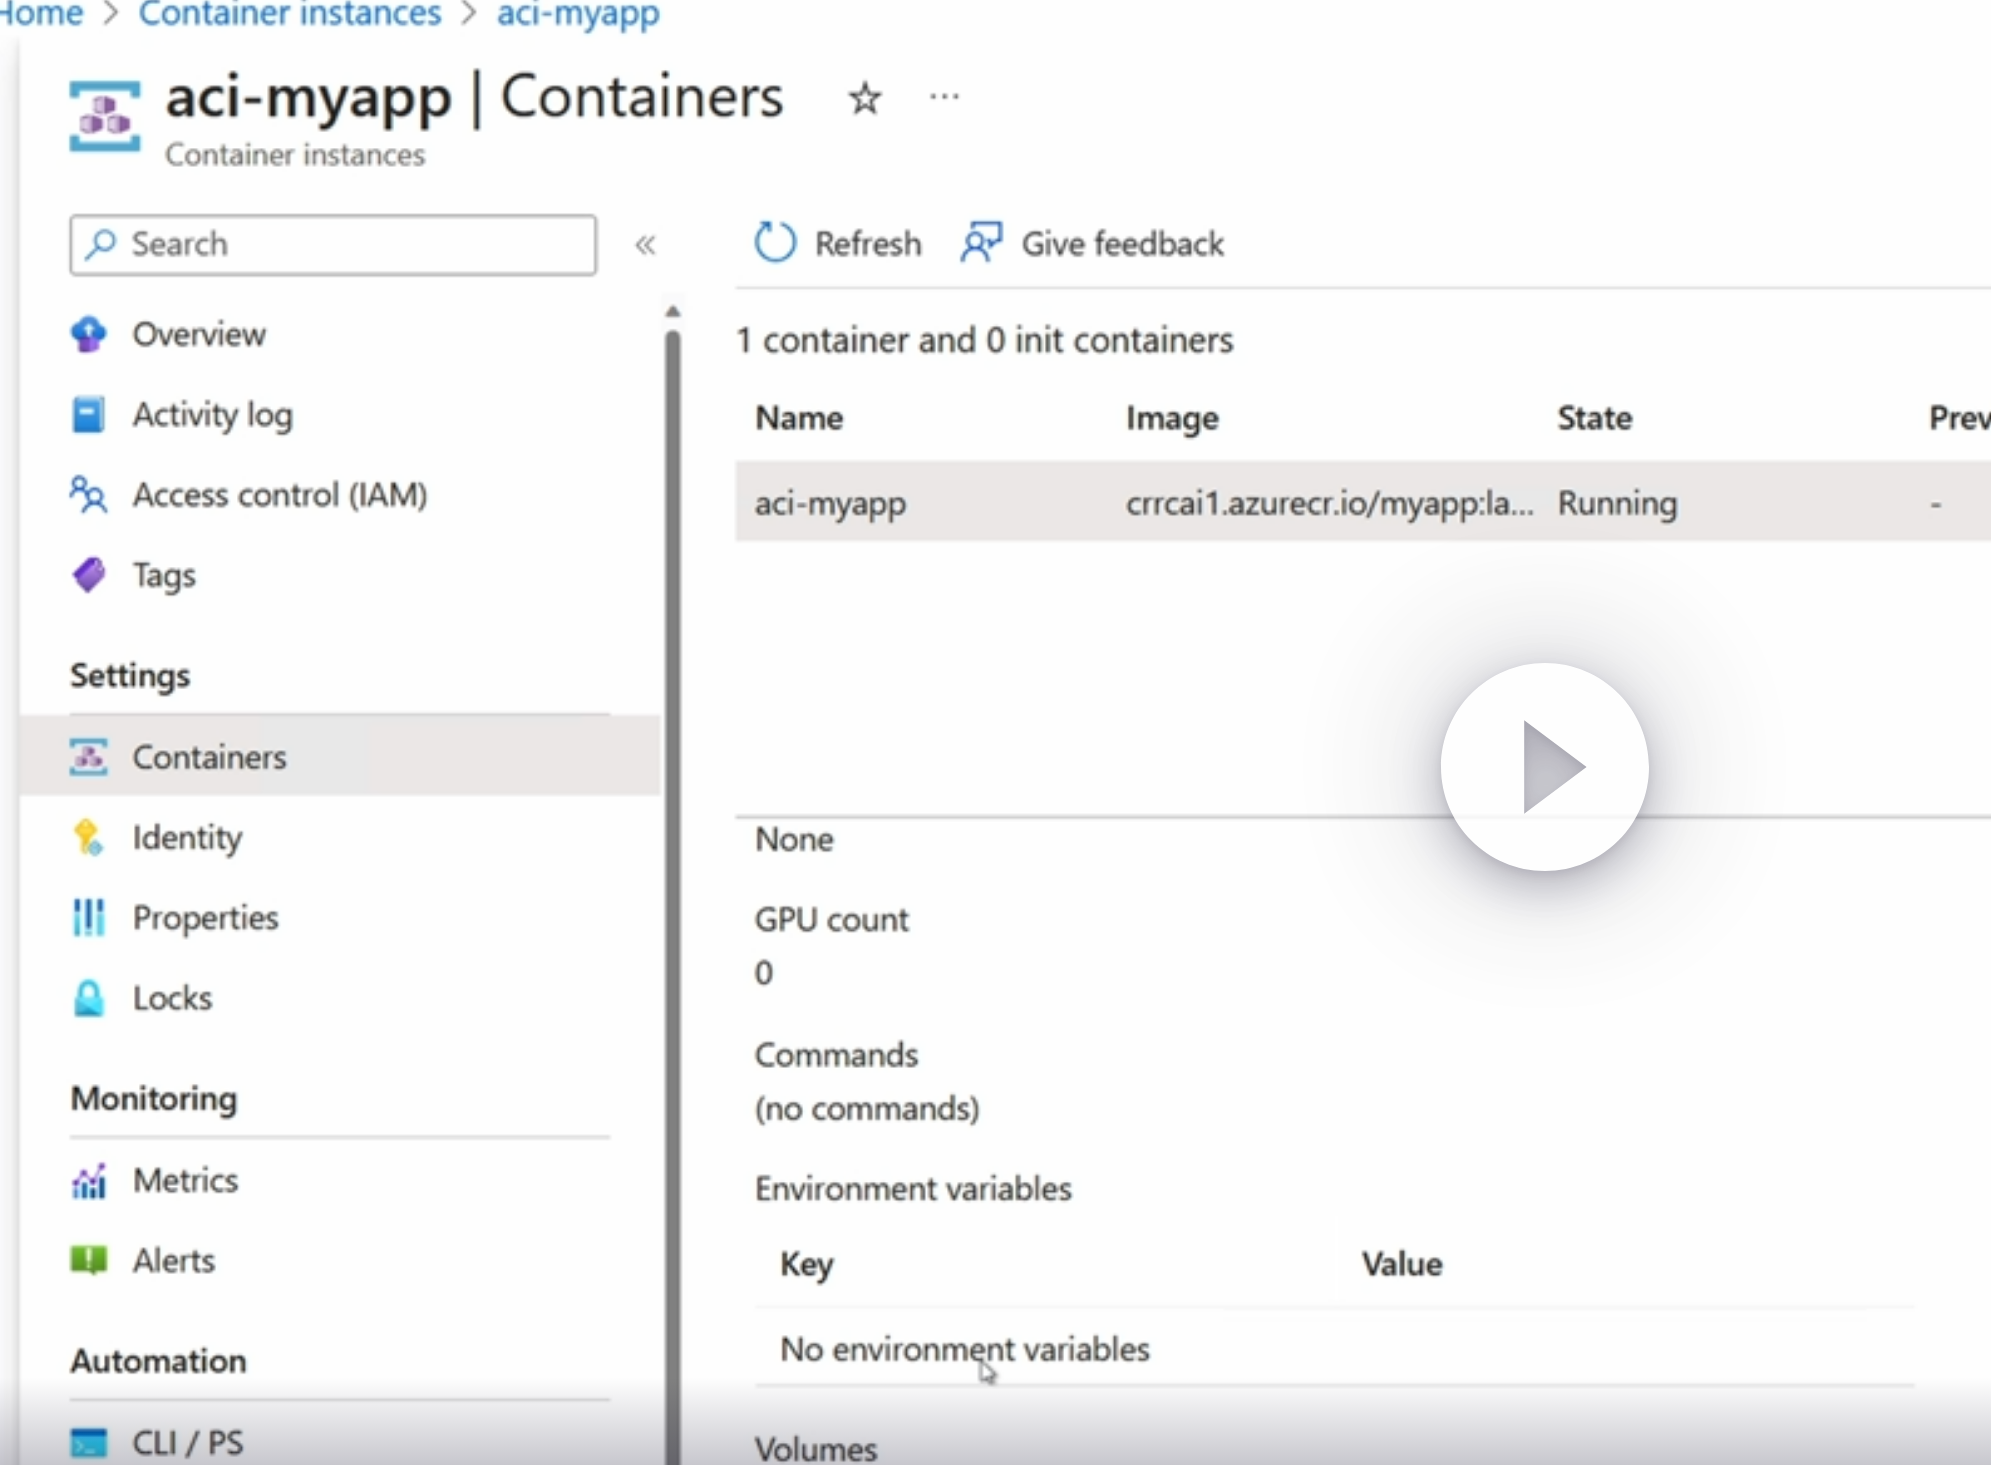 Home > Container instances > aci-myapp
aci-myapp | Containers
Container instances
Search
Overview
Activity log
Access control (IAM)
Tags
Settings
Containers
Identity
Properties
Locks
Monitoring
Metrics
Alerts
Automation
CLI / PS
Refresh Give feedback
1 container and 0 init containers
Name Image State Prev
aci-myapp crrcai1.azurecr.io/myapp:la... Running -
None
GPU count
0
Commands
(no commands)
Environment variables
Key Value
No environment variables
Volumes